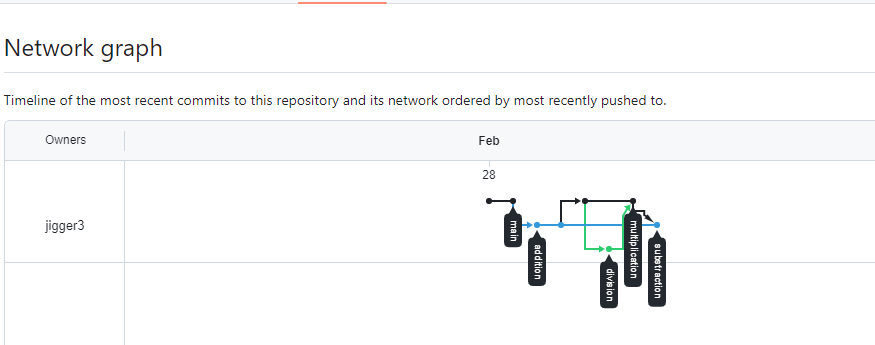 Network graph
Timeline of the most recent commits to this repository and its network ordered by most recently pushed to.
Owners
Feb
28
jigger3
main
addition
division
multiplication
substraction